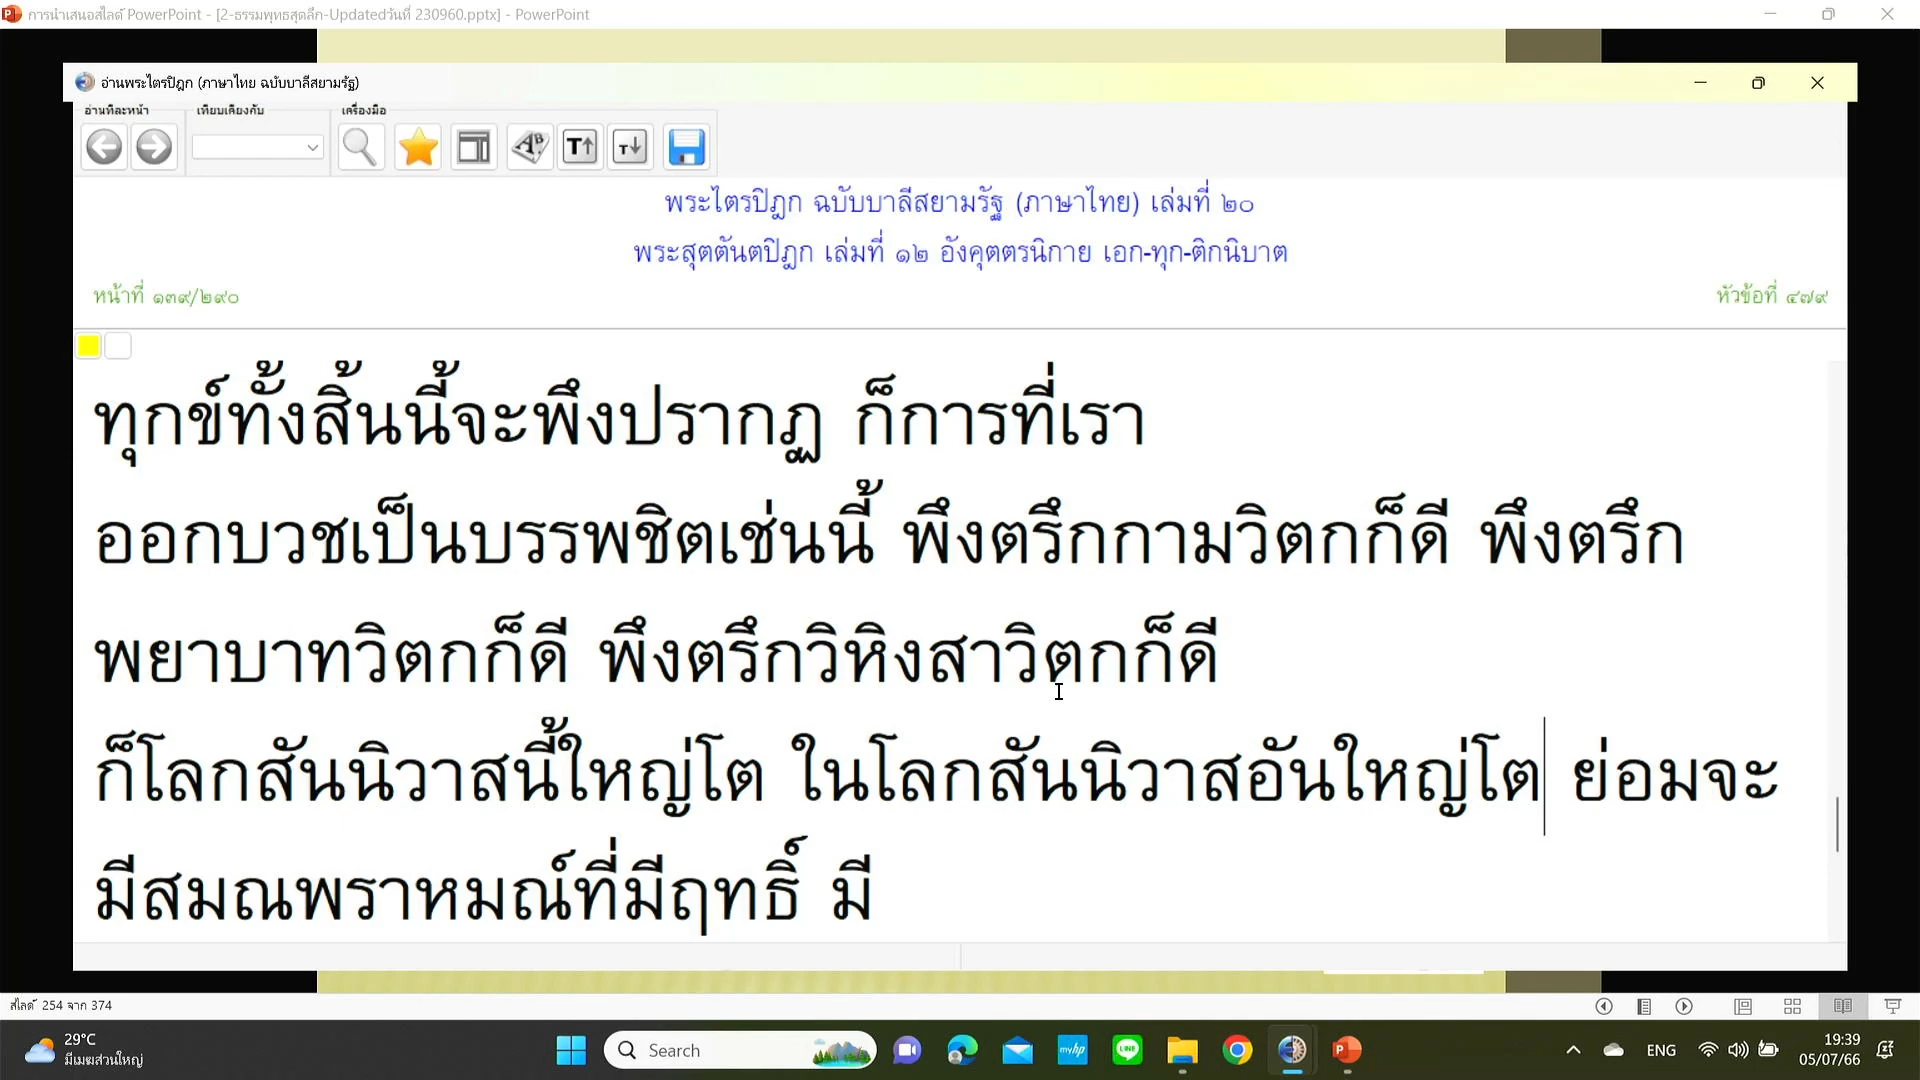 การนำเสนอสไลด์ PowerPoint - [2-ธรรมพุทธสุดลึก-Updatedวันที่ 230960.pptx] - PowerPoint
อ่านพระไตรปิฎก (ภาษาไทย ฉบับบาลีสยามรัฐ)
อ่านทีละหน้า เทียบเคียงกับ เครื่องมือ
พระไตรปิฎก ฉบับบาลีสยามรัฐ (ภาษาไทย) เล่มที่ ๒๐
พระสุตตันตปิฎก เล่มที่ ๑๒ อังคุตตรนิกาย เอก-ทุก-ติกนิบาต
หน้าที่ ๑๓๙/๒๙๐ หัวข้อที่ ๔๗๙
ทุกข์ทั้งสิ้นนี้จะพึงปรากฏ ก็การที่เรา
ออกบวชเป็นบรรพชิตเช่นนี้ พึงตรึกกามวิตกก็ดี พึงตรึก
พยาบาทวิตกก็ดี พึงตรึกวิหิงสาวิตกก็ดี
ก็โลกสันนิวาสนี้ใหญ่โต ในโลกสันนิวาสอันใหญ่โต ย่อมจะ
มีสมณพราหมณ์ที่มีฤทธิ์ มี
สไลด์ 254 จาก 374
29°C
มีเมฆส่วนใหญ่
Search
myhp
LINE
ENG
19:39
05/07/66